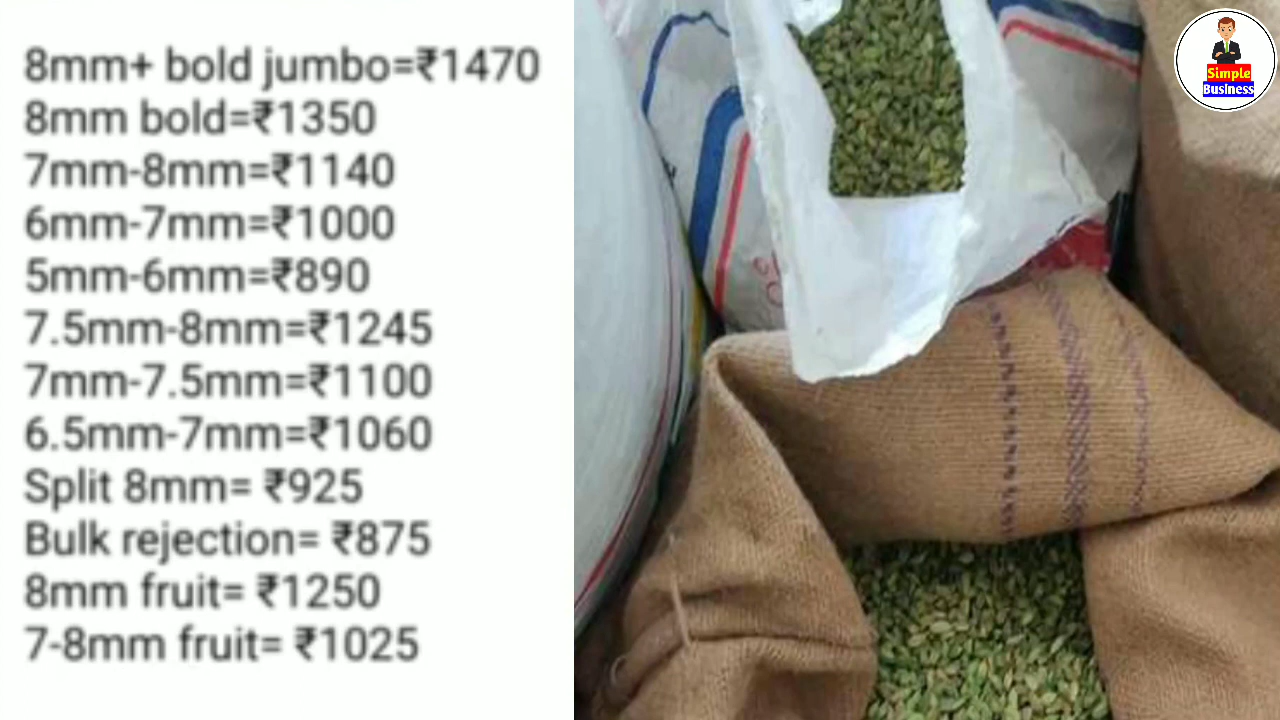 8mm+ bold jumbo=₹1470
8mm bold=₹1350
7mm-8mm=₹1140
6mm-7mm=₹1000
5mm-6mm=₹890
7.5mm-8mm=₹1245
7mm-7.5mm=₹1100
6.5mm-7mm=₹1060
Split 8mm= ₹925
Bulk rejection= ₹875
8mm fruit= ₹1250
7-8mm fruit= ₹1025
Simple
Business